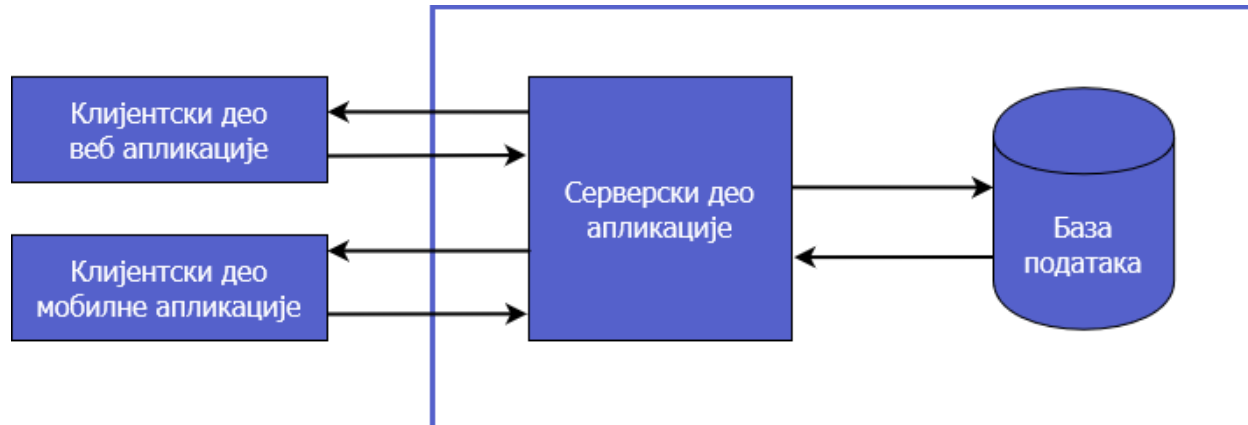 Клијентски део
веб апликације
Серверски део
апликације
База
података
Клијентски део
мобилне апликације